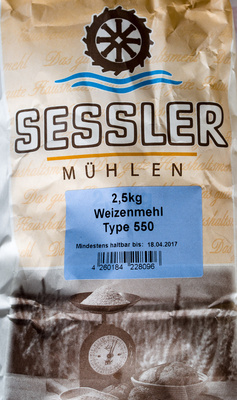 SESSLER
MÜHLEN
2,5kg
Weizenmehl
Type 550
Mindestens haltbar bis: 18.04.2017
4 260184 228096